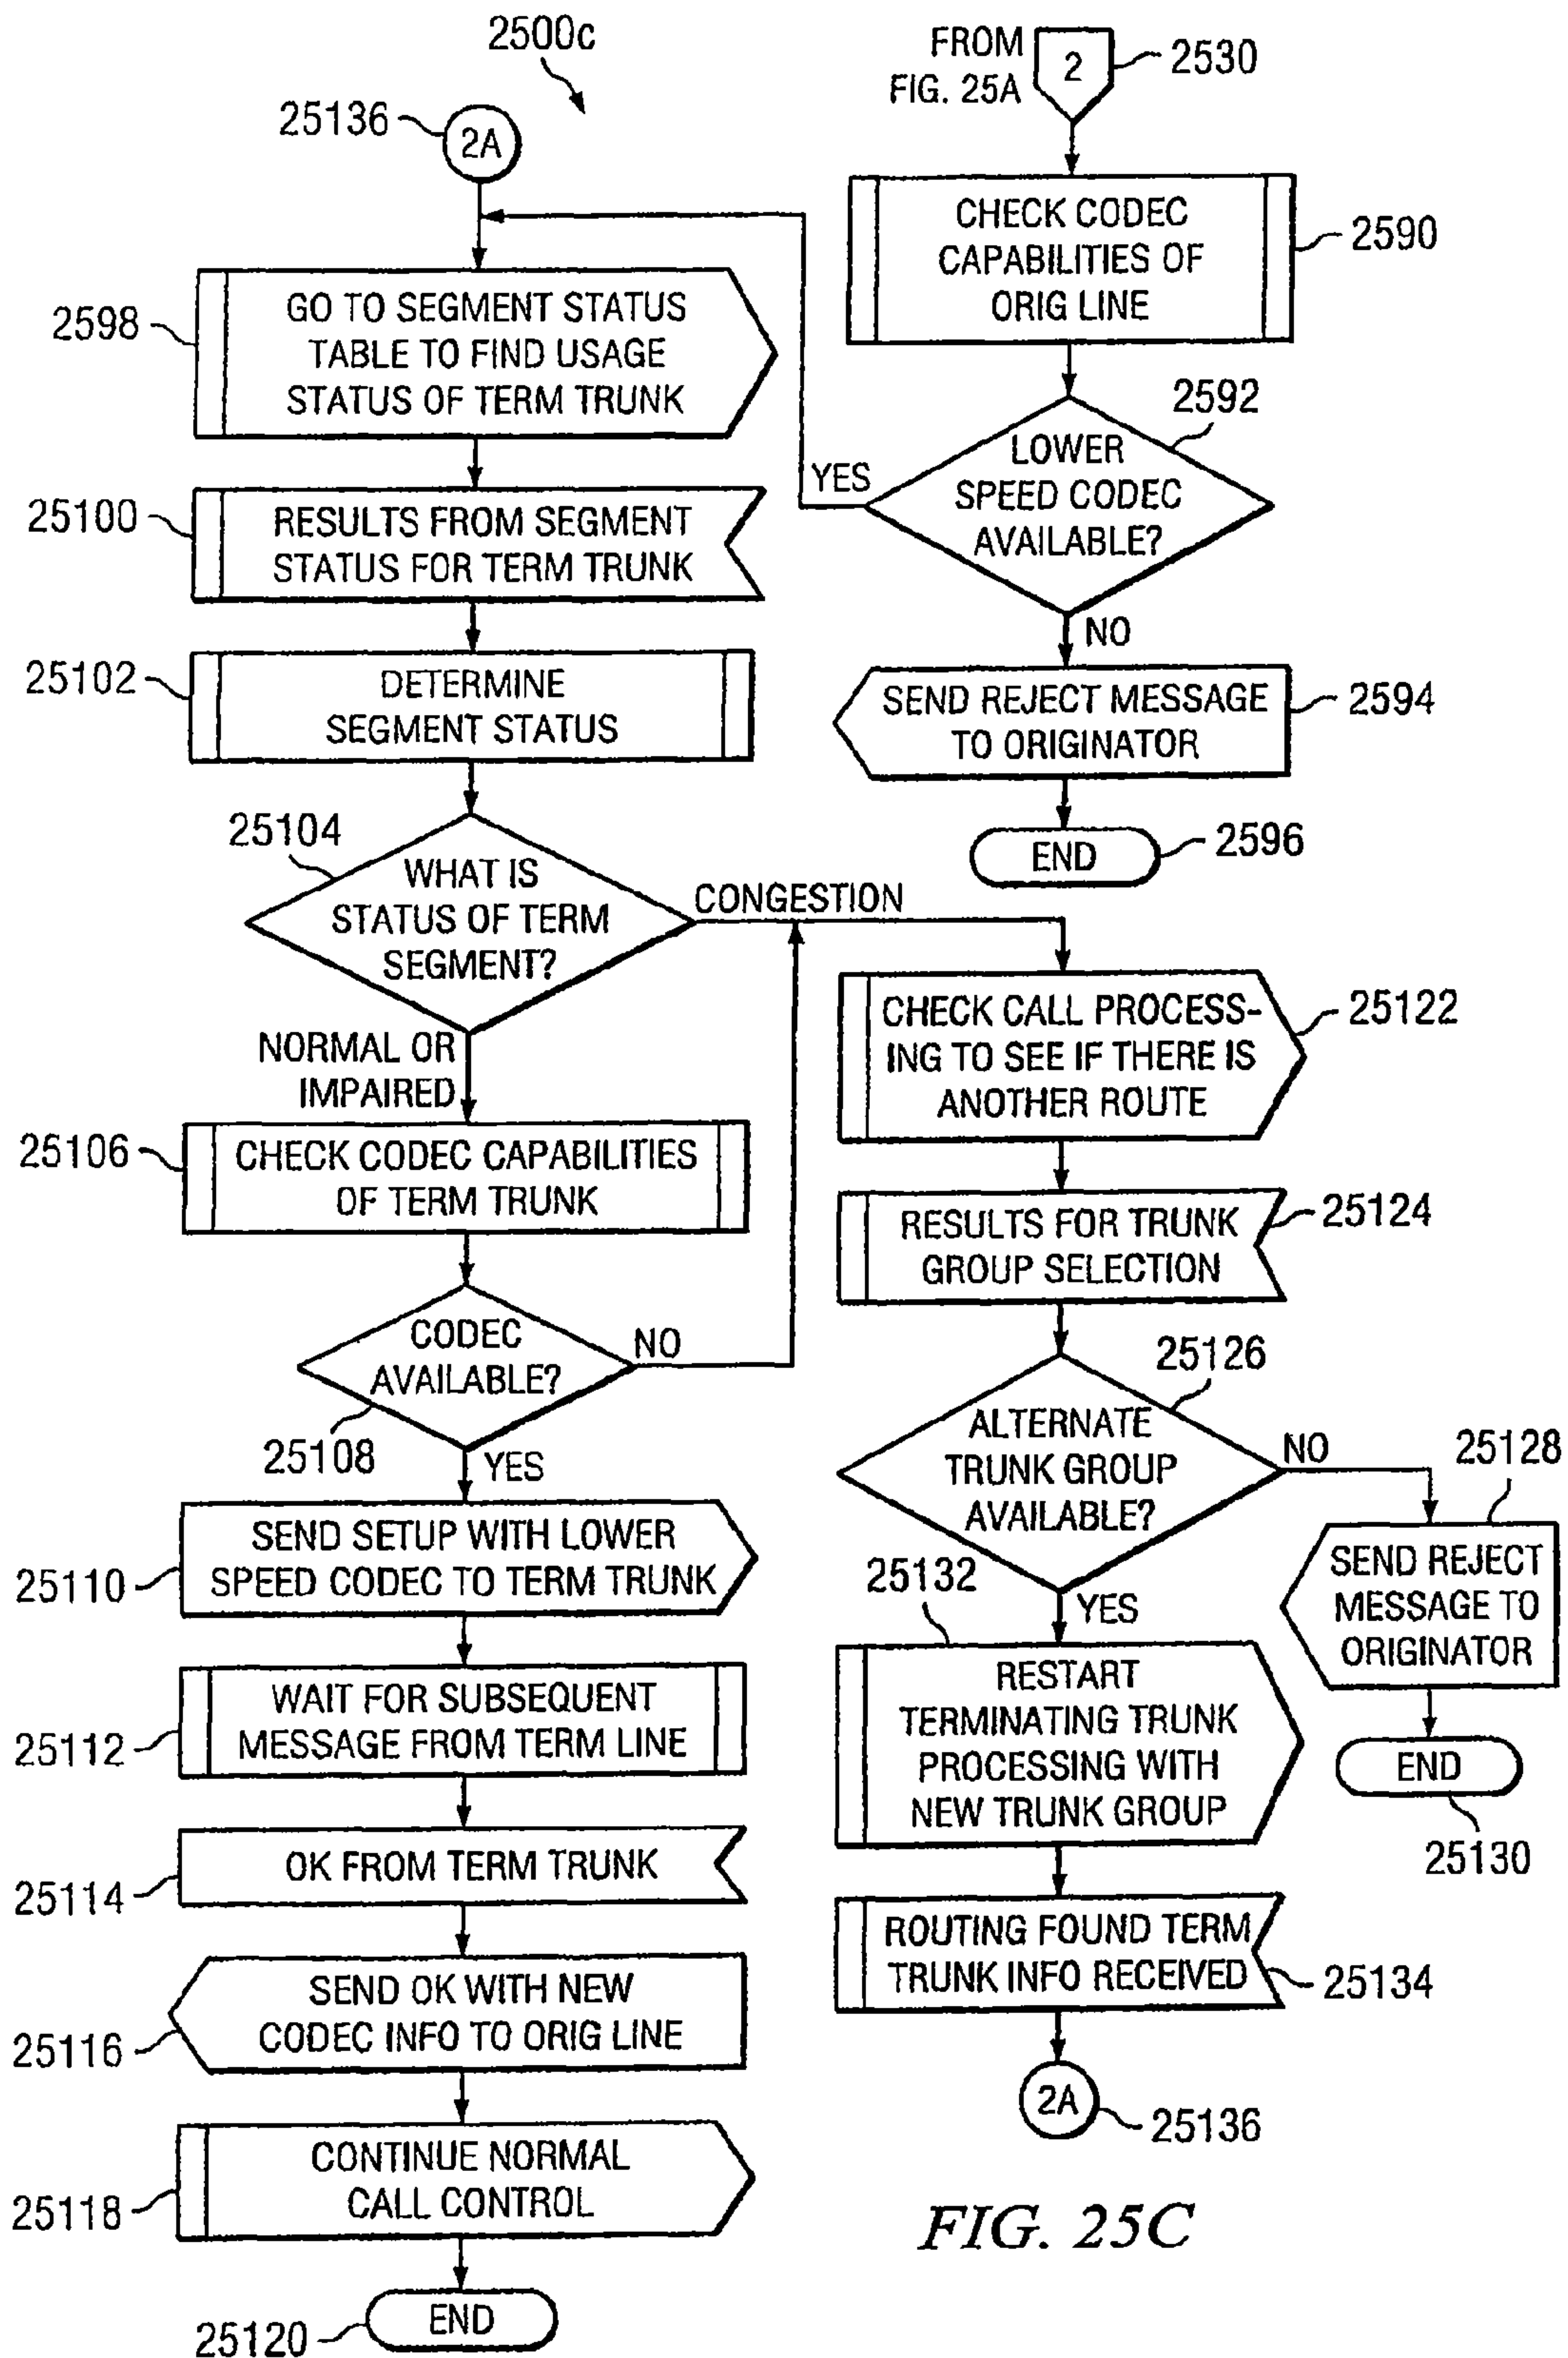 2500c
25136
2A
2598
GO TO SEGMENT STATUS
TABLE TO FIND USAGE
STATUS OF TERM TRUNK
25100
RESULTS FROM SEGMENT
STATUS FOR TERM TRUNK
25102
DETERMINE
SEGMENT STATUS
25104
WHAT IS
STATUS OF TERM
SEGMENT?
CONGESTION
NORMAL OR
IMPAIRED
25106
CHECK CODEC CAPABILITIES
OF TERM TRUNK
CODEC
AVAILABLE?
NO
25108
YES
SEND SETUP WITH LOWER
SPEED CODEC TO TERM TRUNK
25110
WAIT FOR SUBSEQUENT
MESSAGE FROM TERM LINE
25112
OK FROM TERM TRUNK
25114
SEND OK WITH NEW
CODEC INFO TO ORIG LINE
25116
CONTINUE NORMAL
CALL CONTROL
25118
END
25120
FROM
FIG. 25A
2
2530
CHECK CODEC
CAPABILITIES OF
ORIG LINE
2590
2592
LOWER
SPEED CODEC
AVAILABLE?
YES
NO
SEND REJECT MESSAGE
TO ORIGINATOR
2594
END
2596
CHECK CALL PROCESS-
ING TO SEE IF THERE IS
ANOTHER ROUTE
25122
RESULTS FOR TRUNK
GROUP SELECTION
25124
25126
ALTERNATE
TRUNK GROUP
AVAILABLE?
NO
25128
SEND REJECT
MESSAGE TO
ORIGINATOR
END
25130
25132
YES
RESTART
TERMINATING TRUNK
PROCESSING WITH
NEW TRUNK GROUP
ROUTING FOUND TERM
TRUNK INFO RECEIVED
25134
2A
25136
FIG. 25C